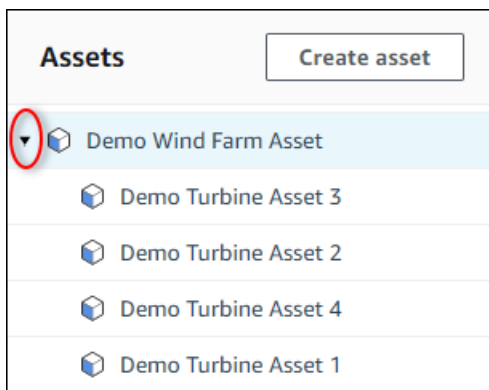 Assets
Create asset
Demo Wind Farm Asset
Demo Turbine Asset 3
Demo Turbine Asset 2
Demo Turbine Asset 4
Demo Turbine Asset 1